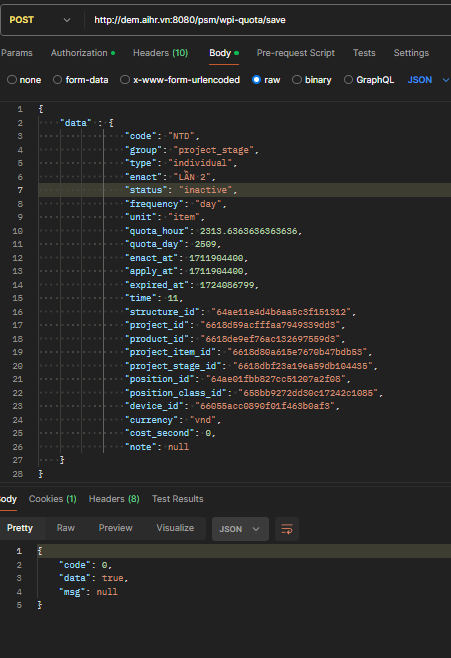 POST http://dem.aihr.vn:8080/psm/wpi-quota/save
Params Authorization Headers (10) Body Pre-request Script Tests Settings
none form-data x-www-form-urlencoded raw binary GraphQL JSON
1 {
2 "data" : {
3 "code": "NTD",
4 "group": "project_stage",
5 "type": "individual",
6 "enact": "LẦN 2",
7 "status": "inactive",
8 "frequency": "day",
9 "unit": "item",
10 "quota_hour": 2313.6363636363636,
11 "quota_day": 2509,
12 "enact_at": 1711904400,
13 "apply_at": 1711904400,
14 "expired_at": 1724086799,
15 "time": 11,
16 "structure_id": "64ae11e4d4b6aa5c3f151312",
17 "project_id": "6618d59acfffaa7949339dd3",
18 "product_id": "6618de9ef76ac132697559d3",
19 "project_item_id": "6618d80a615e7670b47bdb53",
20 "project_stage_id": "6618dbf23a196a59db104435",
21 "position_id": "64ae01fbb827cc51207a2f08",
22 "position_class_id": "658bb9272dd30c17242c1085",
23 "device_id": "66055acc0890f01f463b0af3",
24 "currency": "vnd",
25 "cost_second": 0,
26 "note": null
27 }
28 }
Body Cookies (1) Headers (8) Test Results
Pretty Raw Preview Visualize JSON
1 {
2 "code": 0,
3 "data": true,
4 "msg": null
5 }